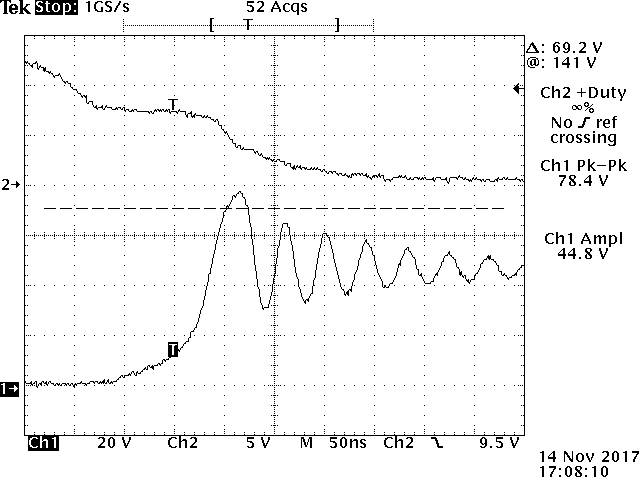 Tek Stop: 1GS/s 52 Acqs
[ T ]
Δ: 69.2 V
@: 141 V
Ch2 +Duty
∞%
No ƒ ref
crossing
Ch1 Pk–Pk
78.4 V
Ch1 Ampl
44.8 V
T
2→
T
1→
Ch1 20 V Ch2 5 V M 50ns Ch2 9.5 V
14 Nov 2017
17:08:10